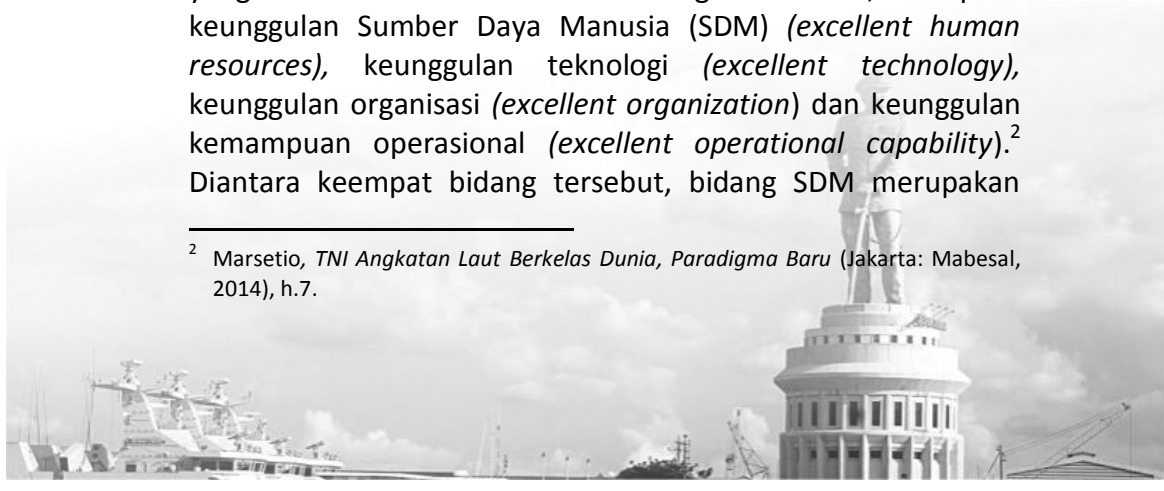 keunggulan Sumber Daya Manusia (SDM) (excellent human
resources), keunggulan teknologi (excellent technology),
keunggulan organisasi (excellent organization) dan keunggulan
kemampuan operasional (excellent operational capability).2
Diantara keempat bidang tersebut, bidang SDM merupakan
2 Marsetio, TNI Angkatan Laut Berkelas Dunia, Paradigma Baru (Jakarta: Mabesal,
2014), h.7.